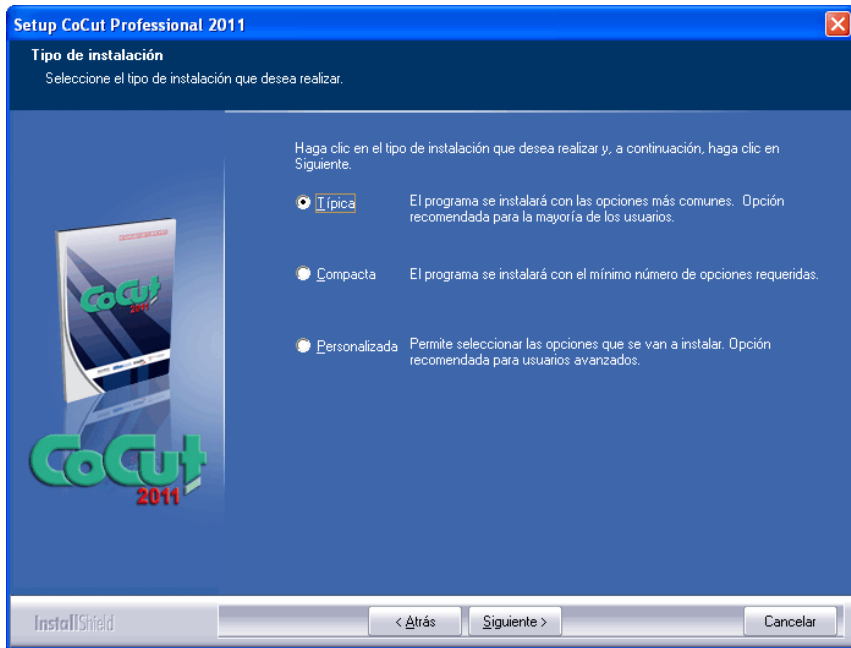 Setup CoCut Professional 2011
Tipo de instalación
Seleccione el tipo de instalación que desea realizar.
Haga clic en el tipo de instalación que desea realizar y, a continuación, haga clic en
Siguiente.
Típica
El programa se instalará con las opciones más comunes. Opción
recomendada para la mayoría de los usuarios.
Compacta
El programa se instalará con el mínimo número de opciones requeridas.
Personalizada
Permite seleccionar las opciones que se van a instalar. Opción
recomendada para usuarios avanzados.
CoCut
2011
CoCut
2011
InstallShield
< Atrás
Siguiente >
Cancelar